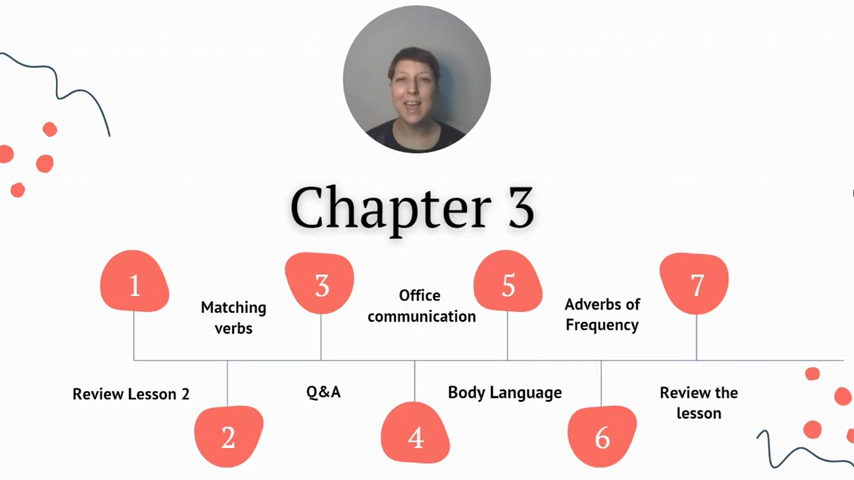 Chapter 3
1
Review Lesson 2
Matching
verbs
2
3
Q&A
Office
communication
4
5
Body Language
Adverbs of
Frequency
6
7
Review the
lesson